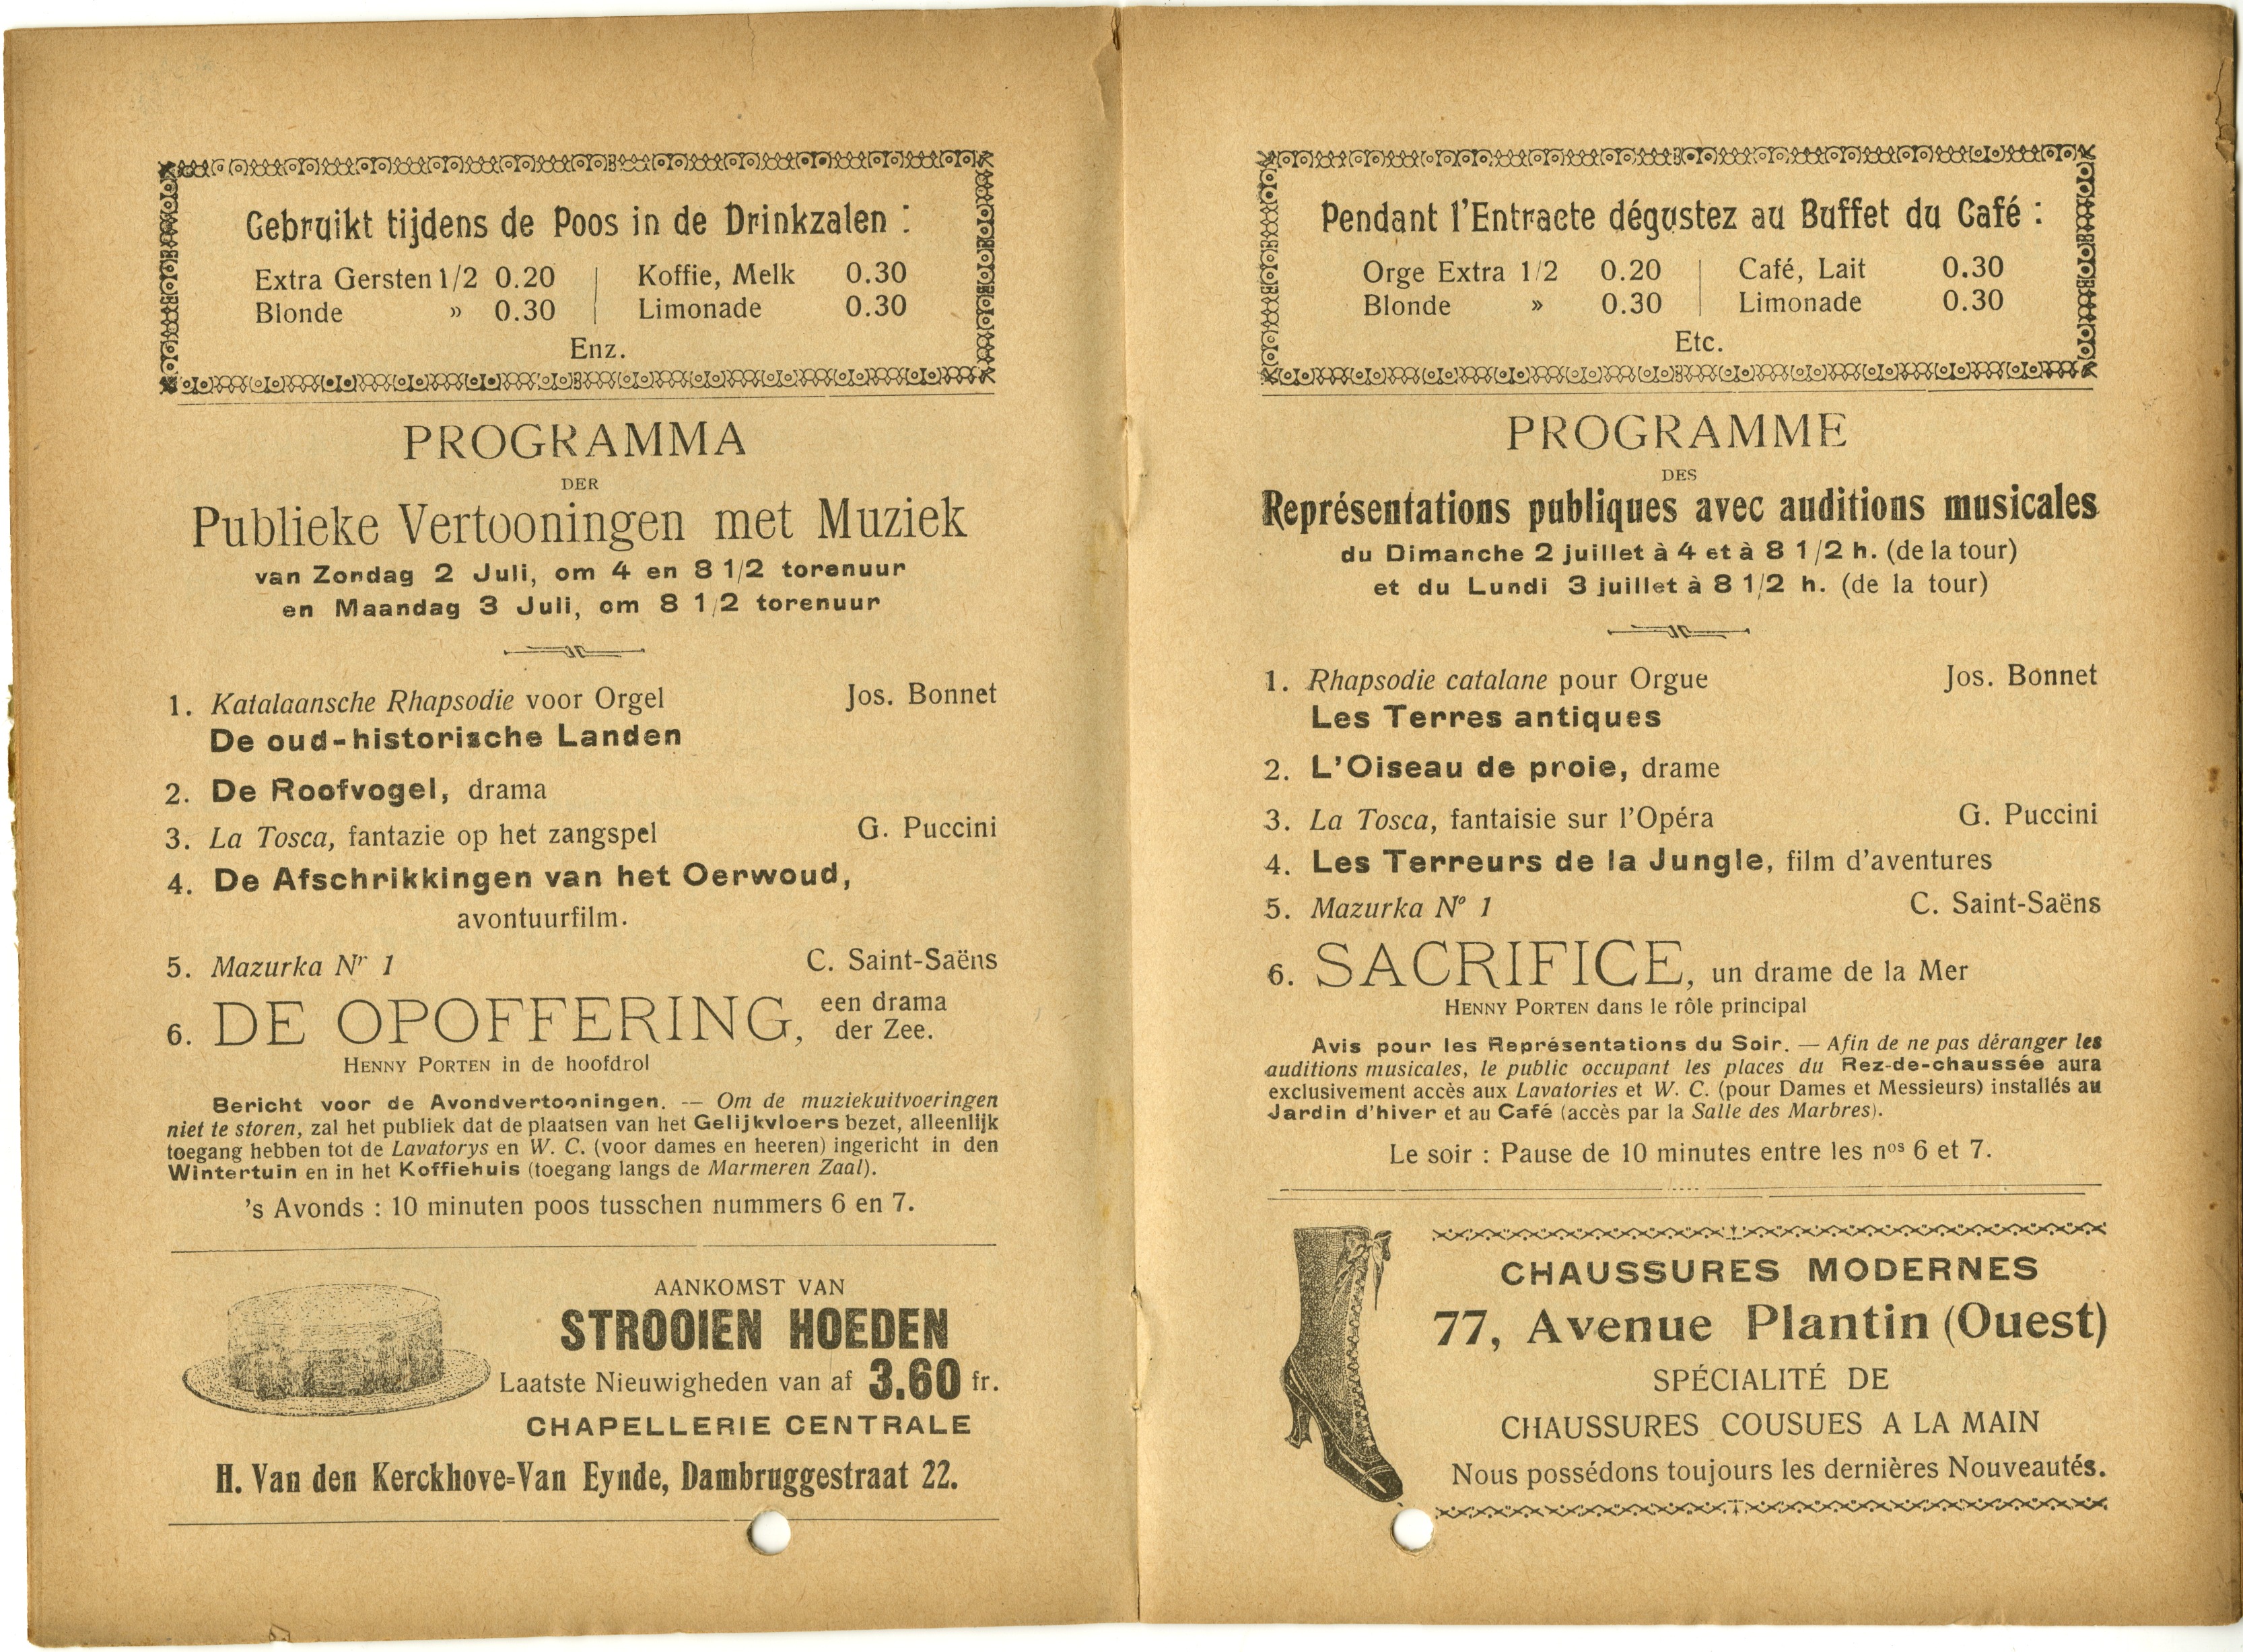 Gebruikt tijdens de Poos in de Drinkzalen :
Extra Gersten 1/2 0.20 | Koffie, Melk 0.30
Blonde » 0.30 | Limonade 0.30
Enz.
PROGRAMMA
DER
Publieke Vertooningen met Muziek
van Zondag 2 Juli, om 4 en 8 1/2 torenuur
en Maandag 3 Juli, om 8 1/2 torenuur
1. Katalaansche Rhapsodie voor Orgel Jos. Bonnet
De oud-historische Landen
2. De Roofvogel, drama
3. La Tosca, fantazie op het zangspel G. Puccini
4. De Afschrikkingen van het Oerwoud,
avontuurfilm.
5. Mazurka Nr 1 C. Saint-Saëns
6. DE OPOFFERING, een drama
der Zee.
HENNY PORTEN in de hoofdrol
Bericht voor de Avondvertooningen. — Om de muziekuitvoeringen
niet te storen, zal het publiek dat de plaatsen van het Gelijkvloers bezet, alleenlijk
toegang hebben tot de Lavatorys en W. C. (voor dames en heeren) ingericht in den
Wintertuin en in het Koffiehuis (toegang langs de Marmeren Zaal).
's Avonds : 10 minuten poos tusschen nummers 6 en 7.
AANKOMST VAN
STROOIEN HOEDEN
Laatste Nieuwigheden van af 3.60 fr.
CHAPELLERIE CENTRALE
H. Van den Kerckhove=Van Eynde, Dambruggestraat 22.
Pendant l'Entracte dégustez au Buffet du Café :
Orge Extra 1/2 0.20 | Café, Lait 0.30
Blonde » 0.30 | Limonade 0.30
Etc.
PROGRAMME
DES
Représentations publiques avec auditions musicales
du Dimanche 2 juillet à 4 et à 8 1/2 h. (de la tour)
et du Lundi 3 juillet à 8 1/2 h. (de la tour)
1. Rhapsodie catalane pour Orgue Jos. Bonnet
Les Terres antiques
2. L'Oiseau de proie, drame
3. La Tosca, fantaisie sur l'Opéra G. Puccini
4. Les Terreurs de la Jungle, film d'aventures
5. Mazurka Nº 1 C. Saint-Saëns
6. SACRIFICE, un drame de la Mer
HENNY PORTEN dans le rôle principal
Avis pour les Représentations du Soir. — Afin de ne pas déranger les
auditions musicales, le public occupant les places du Rez-de-chaussée aura
exclusivement accès aux Lavatories et W. C. (pour Dames et Messieurs) installés au
Jardin d'hiver et au Café (accès par la Salle des Marbres).
Le soir : Pause de 10 minutes entre les nos 6 et 7.
CHAUSSURES MODERNES
77, Avenue Plantin (Ouest)
SPÉCIALITÉ DE
CHAUSSURES COUSUES A LA MAIN
Nous possédons toujours les dernières Nouveautés.